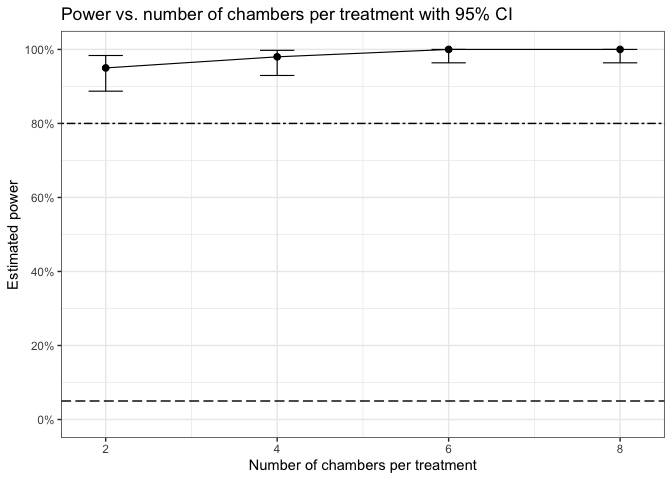 Power vs. number of chambers per treatment with 95% CI
100%
80%
60%
40%
20%
0%
Estimated power
2 4 6 8
Number of chambers per treatment